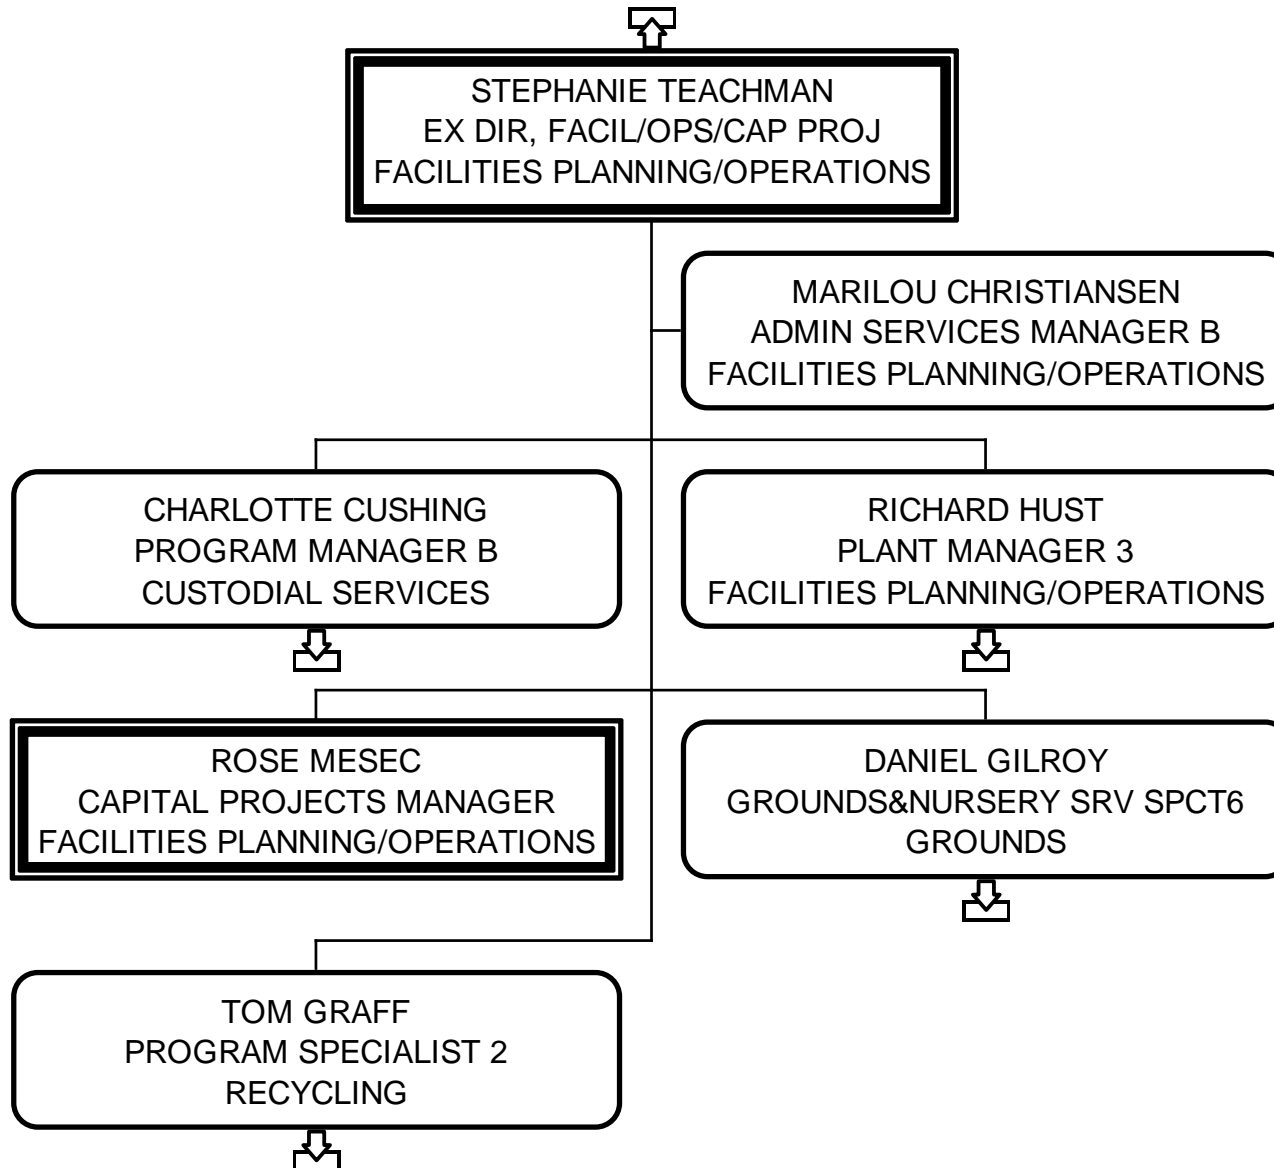 STEPHANIE TEACHMAN
EX DIR, FACIL/OPS/CAP PROJ
FACILITIES PLANNING/OPERATIONS
MARILOU CHRISTIANSEN
ADMIN SERVICES MANAGER B
FACILITIES PLANNING/OPERATIONS
CHARLOTTE CUSHING
PROGRAM MANAGER B
CUSTODIAL SERVICES
RICHARD HUST
PLANT MANAGER 3
FACILITIES PLANNING/OPERATIONS
ROSE MESEC
CAPITAL PROJECTS MANAGER
FACILITIES PLANNING/OPERATIONS
DANIEL GILROY
GROUNDS&NURSERY SRV SPCT6
GROUNDS
TOM GRAFF
PROGRAM SPECIALIST 2
RECYCLING